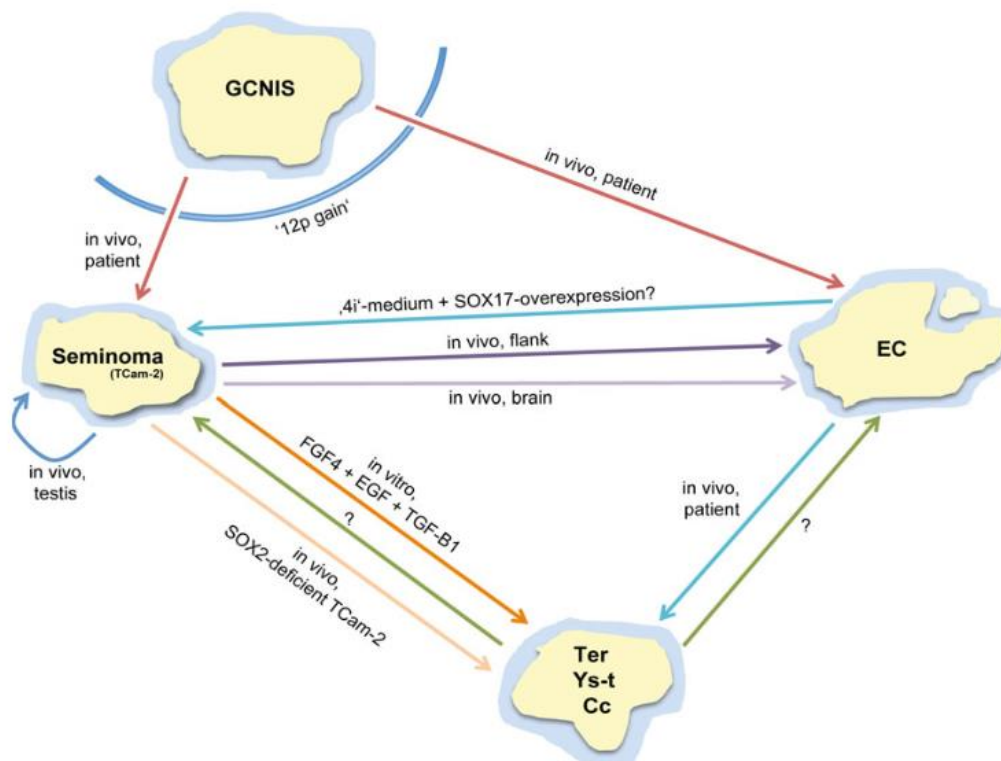 GCNIS
in vivo, patient
'12p gain'
in vivo,
patient
,4i'-medium + SOX17-overexpression?
Seminoma
(TCam-2)
in vivo, flank
EC
in vivo, brain
in vivo,
testis
in vitro,
FGF4 + EGF + TGF-B1
?
in vivo,
SOX2-deficient TCam-2
in vivo,
patient
?
Ter
Ys-t
Cc